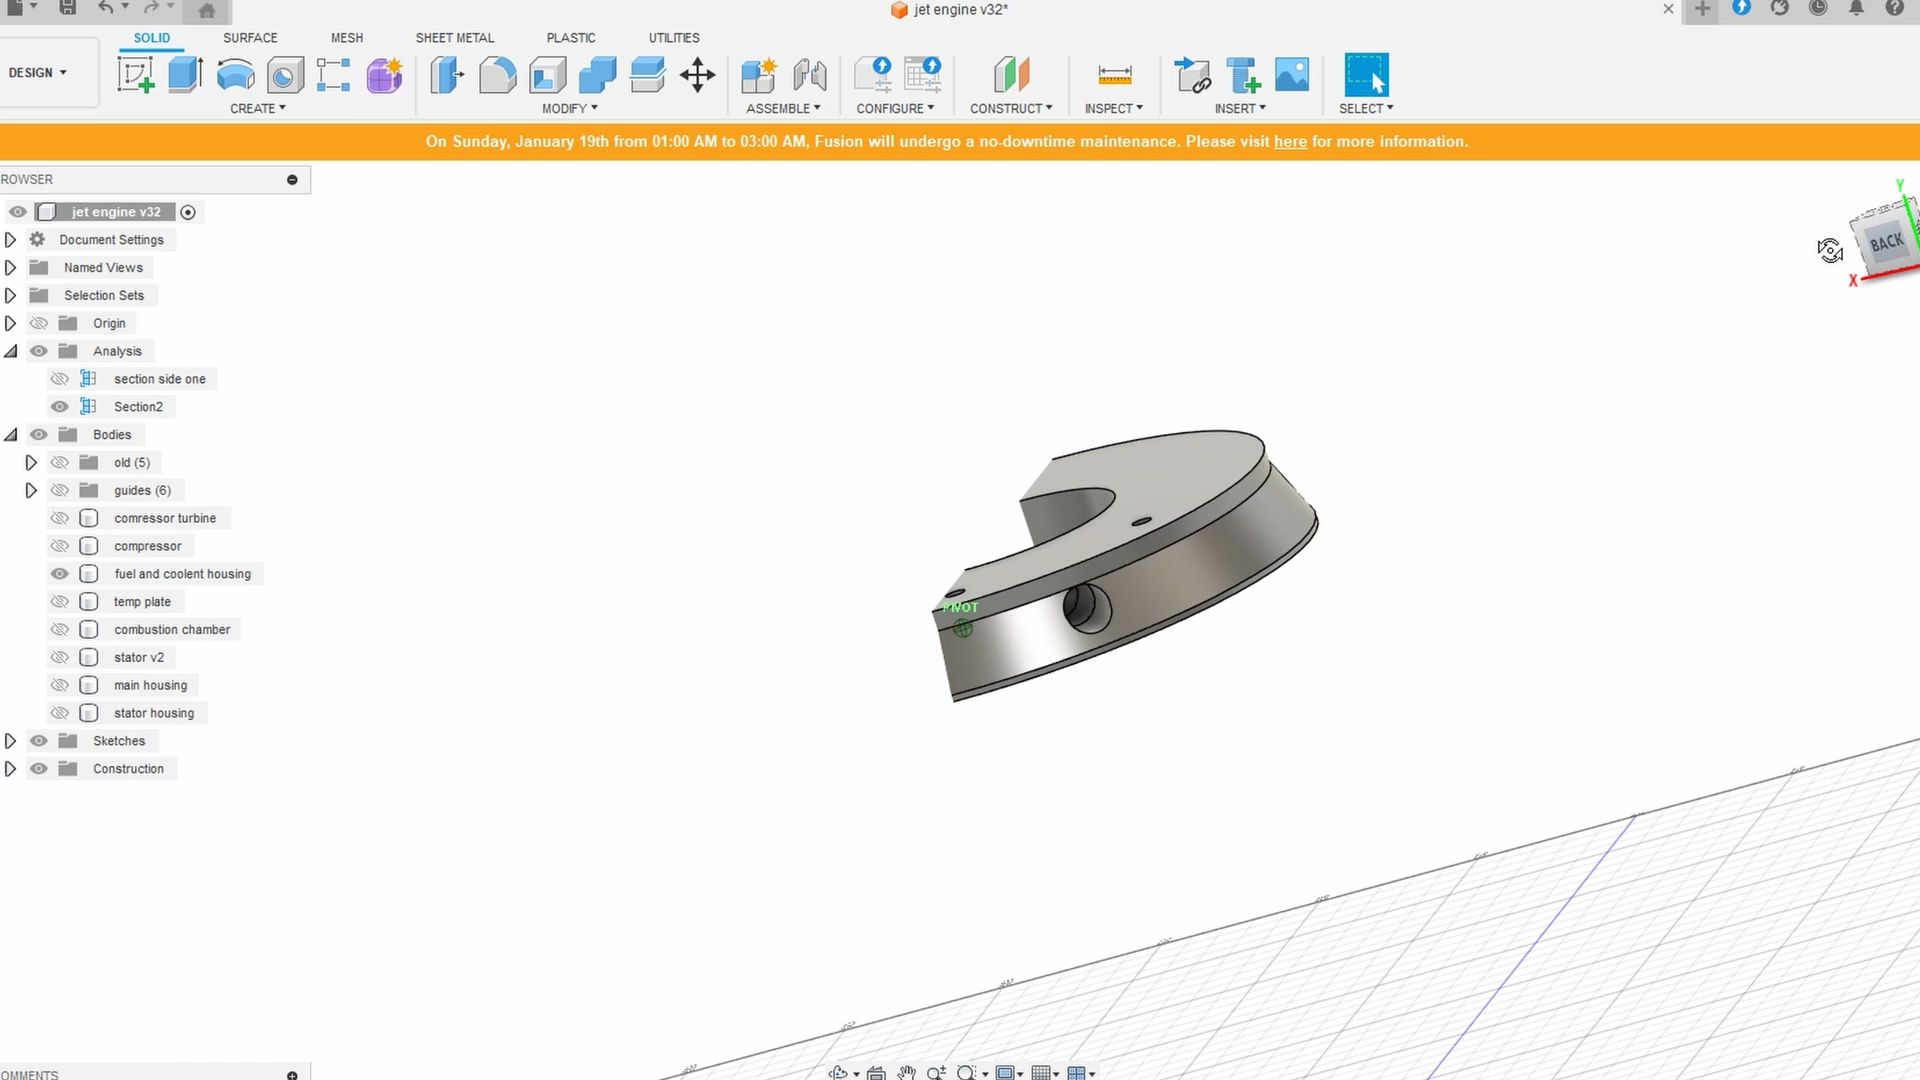 jet engine v32*
SOLID SURFACE MESH SHEET METAL PLASTIC UTILITIES
DESIGN
CREATE MODIFY ASSEMBLE CONFIGURE CONSTRUCT INSPECT INSERT SELECT
On Sunday, January 19th from 01:00 AM to 03:00 AM, Fusion will undergo a no-downtime maintenance. Please visit here for more information.
ROWSER
jet engine v32
Document Settings
Named Views
Selection Sets
Origin
Analysis
section side one
Section2
Bodies
old (5)
guides (6)
comressor turbine
compressor
fuel and coolent housing
temp plate
combustion chamber
stator v2
main housing
stator housing
Sketches
Construction
Y
BACK
X
PIVOT
OMMENTS